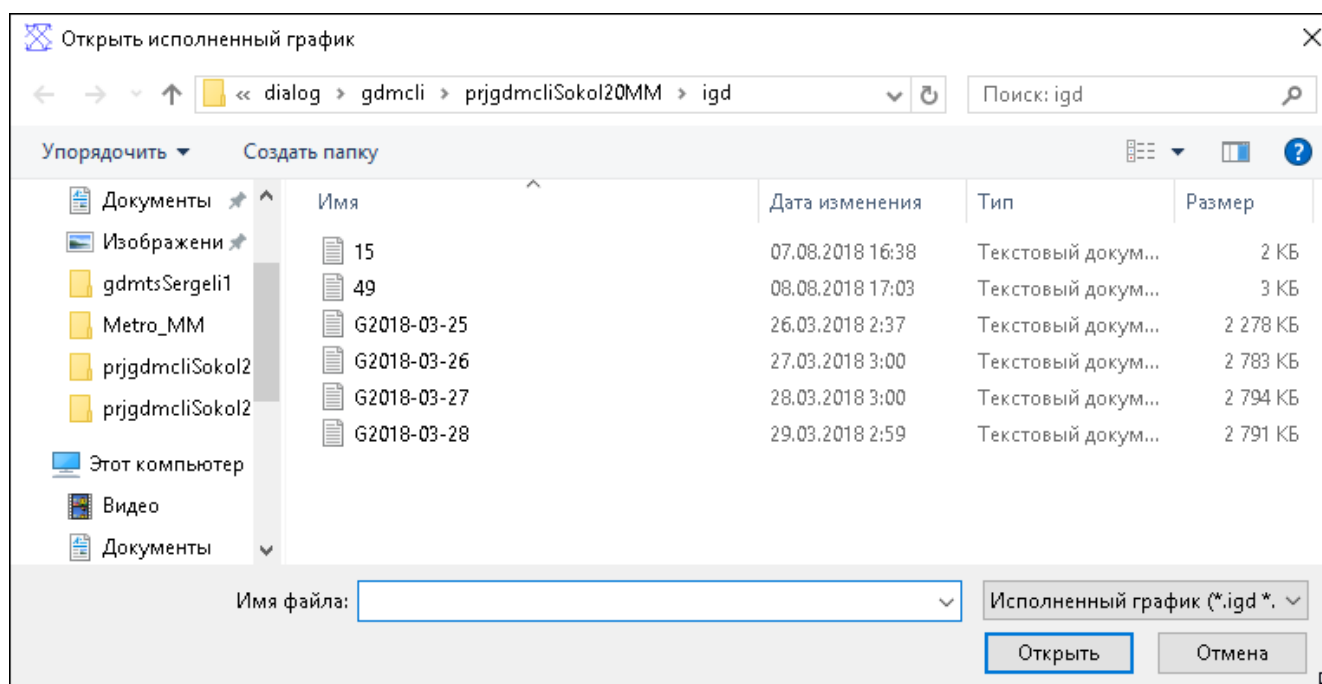 Открыть исполненный график
« dialog › gdmcli › prjgdmcliSokol20MM › igd
Поиск: igd
Упорядочить
Создать папку
Имя
Дата изменения
Тип
Размер
Документы
Изображени
gdmtsSergeli1
Metro_MM
prjgdmcliSokol2
prjgdmcliSokol2
Этот компьютер
Видео
Документы
15 07.08.2018 16:38 Текстовый докум... 2 КБ
49 08.08.2018 17:03 Текстовый докум... 3 КБ
G2018-03-25 26.03.2018 2:37 Текстовый докум... 2 278 КБ
G2018-03-26 27.03.2018 3:00 Текстовый докум... 2 783 КБ
G2018-03-27 28.03.2018 3:00 Текстовый докум... 2 794 КБ
G2018-03-28 29.03.2018 2:59 Текстовый докум... 2 791 КБ
Имя файла:
Исполненный график (*.igd *.
Открыть
Отмена